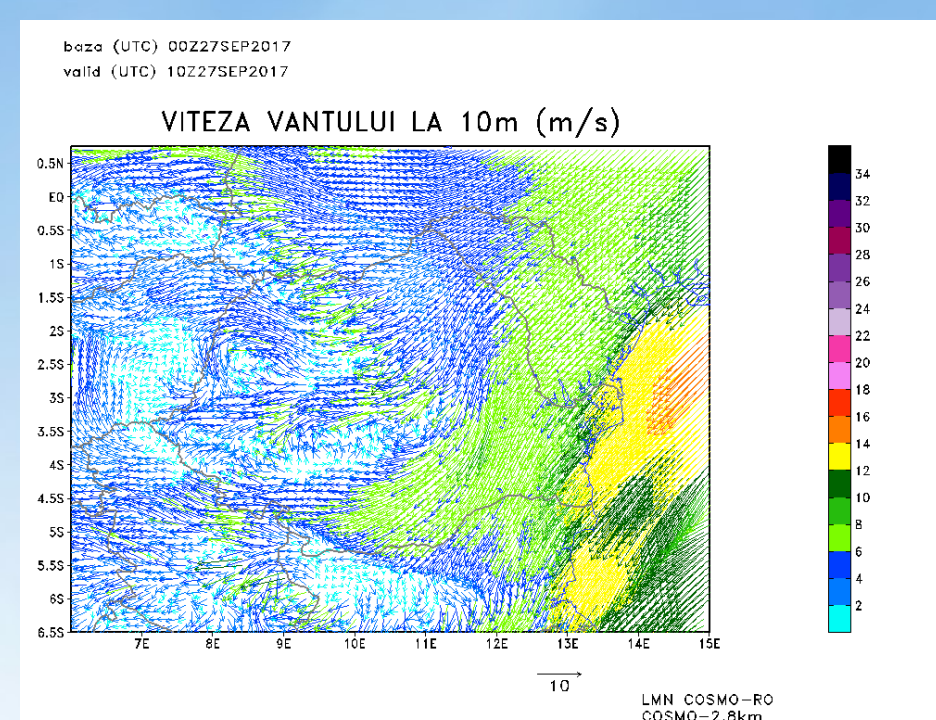 baza (UTC) 00Z27SEP2017
valid (UTC) 10Z27SEP2017
VITEZA VANTULUI LA 10m (m/s)
0.5N
EQ
0.5S
1S
1.5S
2S
2.5S
3S
3.5S
4S
4.5S
5S
5.5S
6S
6.5S
7E 8E 9E 10E 11E 12E 13E 14E 15E
34
32
30
28
26
24
22
20
18
16
14
12
10
8
6
4
2
10
LMN COSMO-RO
COSMO-2.8km